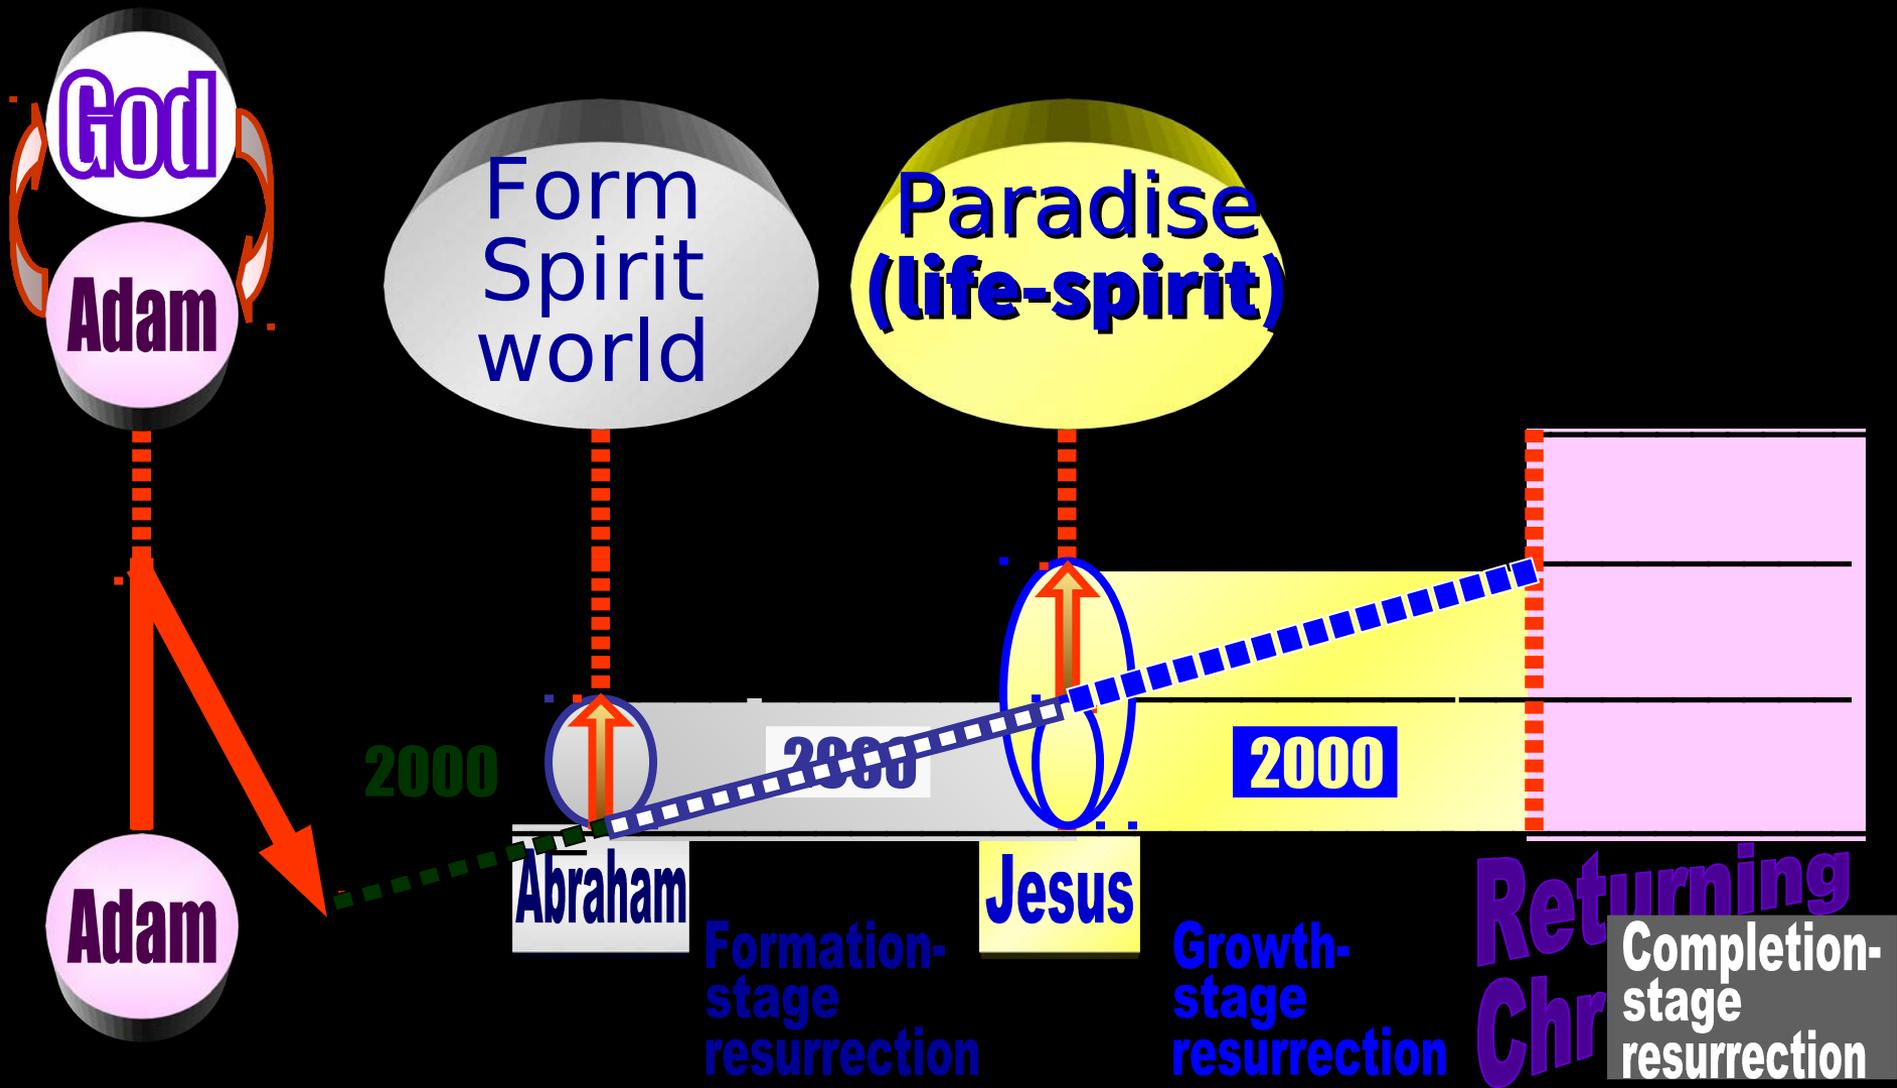 God
Adam
Form
Spirit
world
Paradise
(life-spirit)
2000
2000
2000
Adam
Abraham
Jesus
Formation-
stage
resurrection
Growth-
stage
resurrection
Returning
Completion-
stage
resurrection